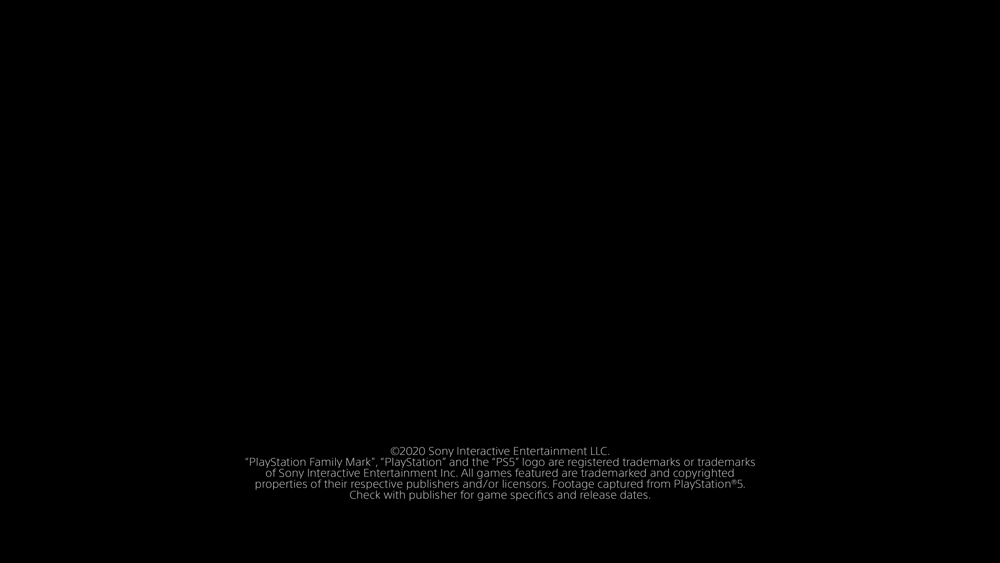 ©2020 Sony Interactive Entertainment LLC.
“PlayStation Family Mark”, “PlayStation” and the “PS5” logo are registered trademarks or trademarks
of Sony Interactive Entertainment Inc. All games featured are trademarked and copyrighted
properties of their respective publishers and/or licensors. Footage captured from PlayStation®5.
Check with publisher for game specifics and release dates.